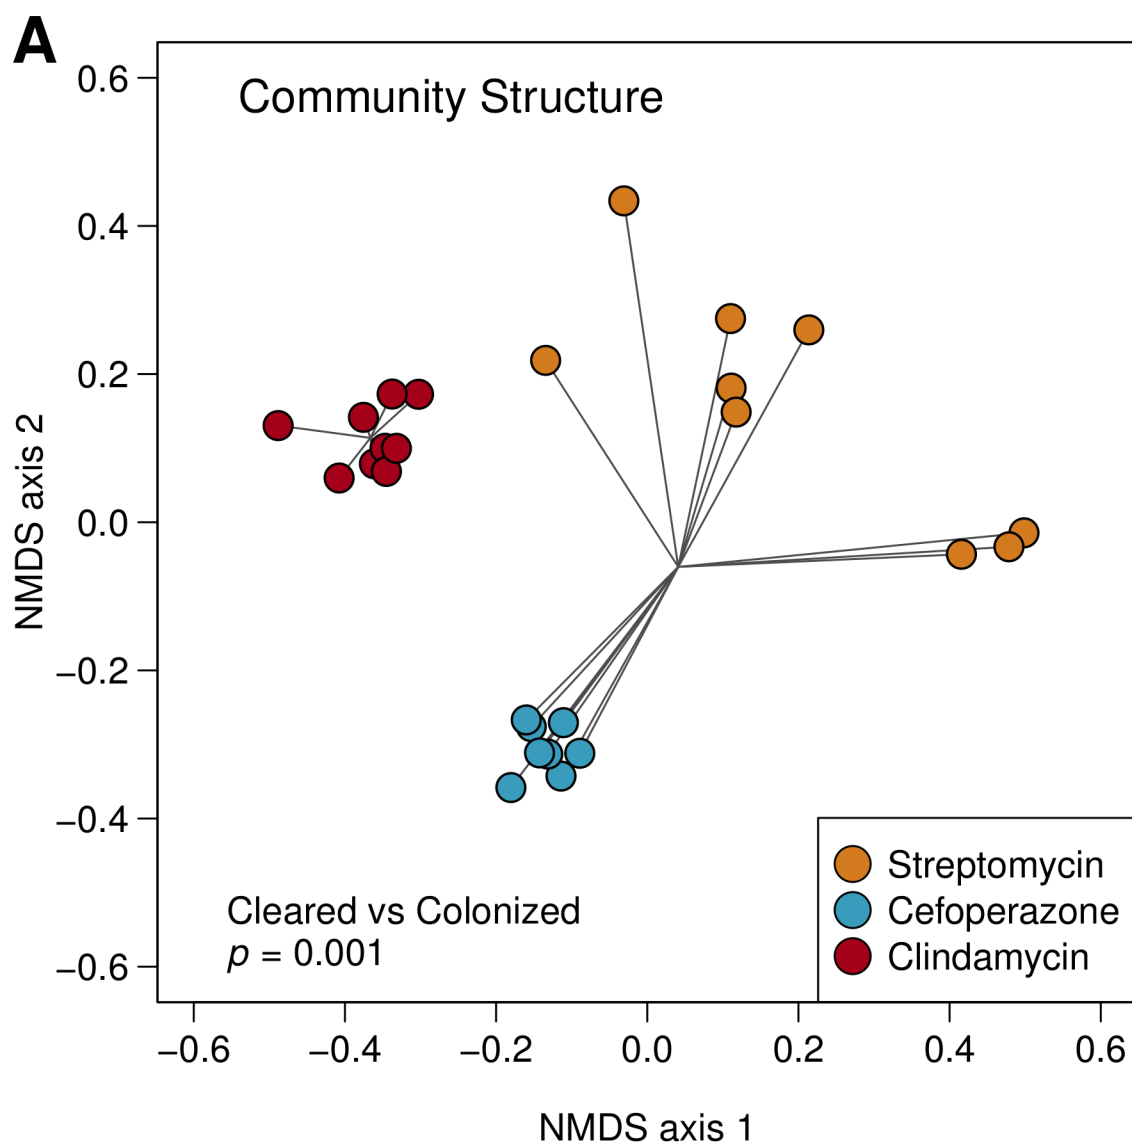 A
Community Structure
0.6
0.4
0.2
0.0
−0.2
−0.4
−0.6
NMDS axis 2
Cleared vs Colonized
p = 0.001
Streptomycin
Cefoperazone
Clindamycin
−0.6 −0.4 −0.2 0.0 0.2 0.4 0.6
NMDS axis 1